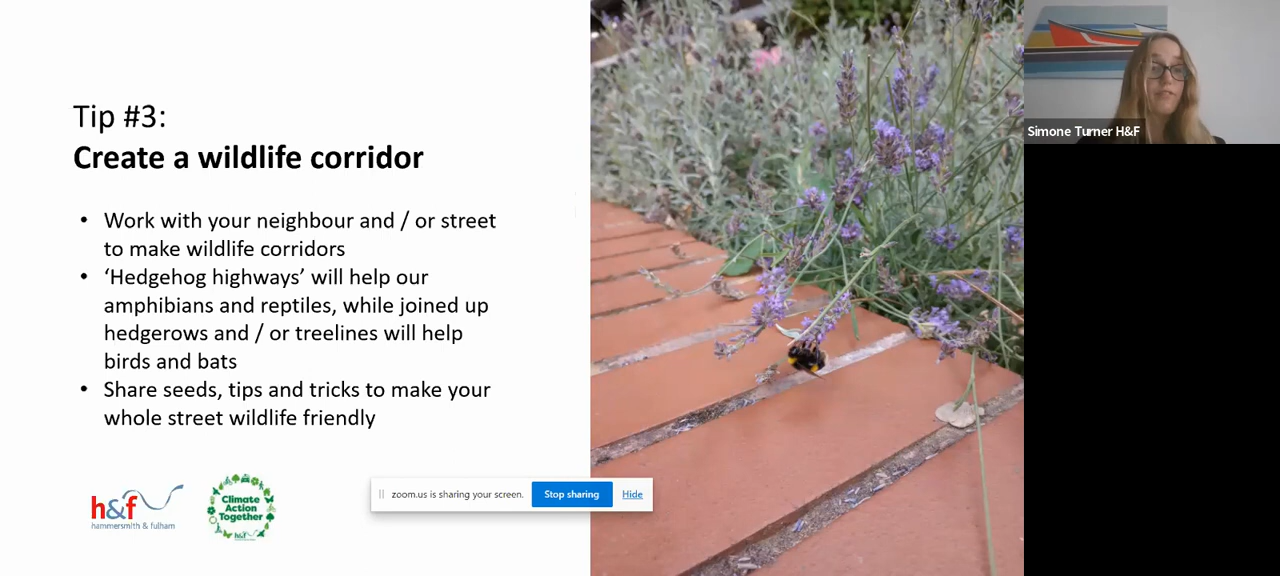 Tip #3:
Create a wildlife corridor
• Work with your neighbour and / or street
to make wildlife corridors
• ‘Hedgehog highways’ will help our
amphibians and reptiles, while joined up
hedgerows and / or treelines will help
birds and bats
• Share seeds, tips and tricks to make your
whole street wildlife friendly
h&f
hammersmith & fulham
Climate
Action
Together
h&f
zoom.us is sharing your screen.
Stop sharing
Hide
Simone Turner H&F